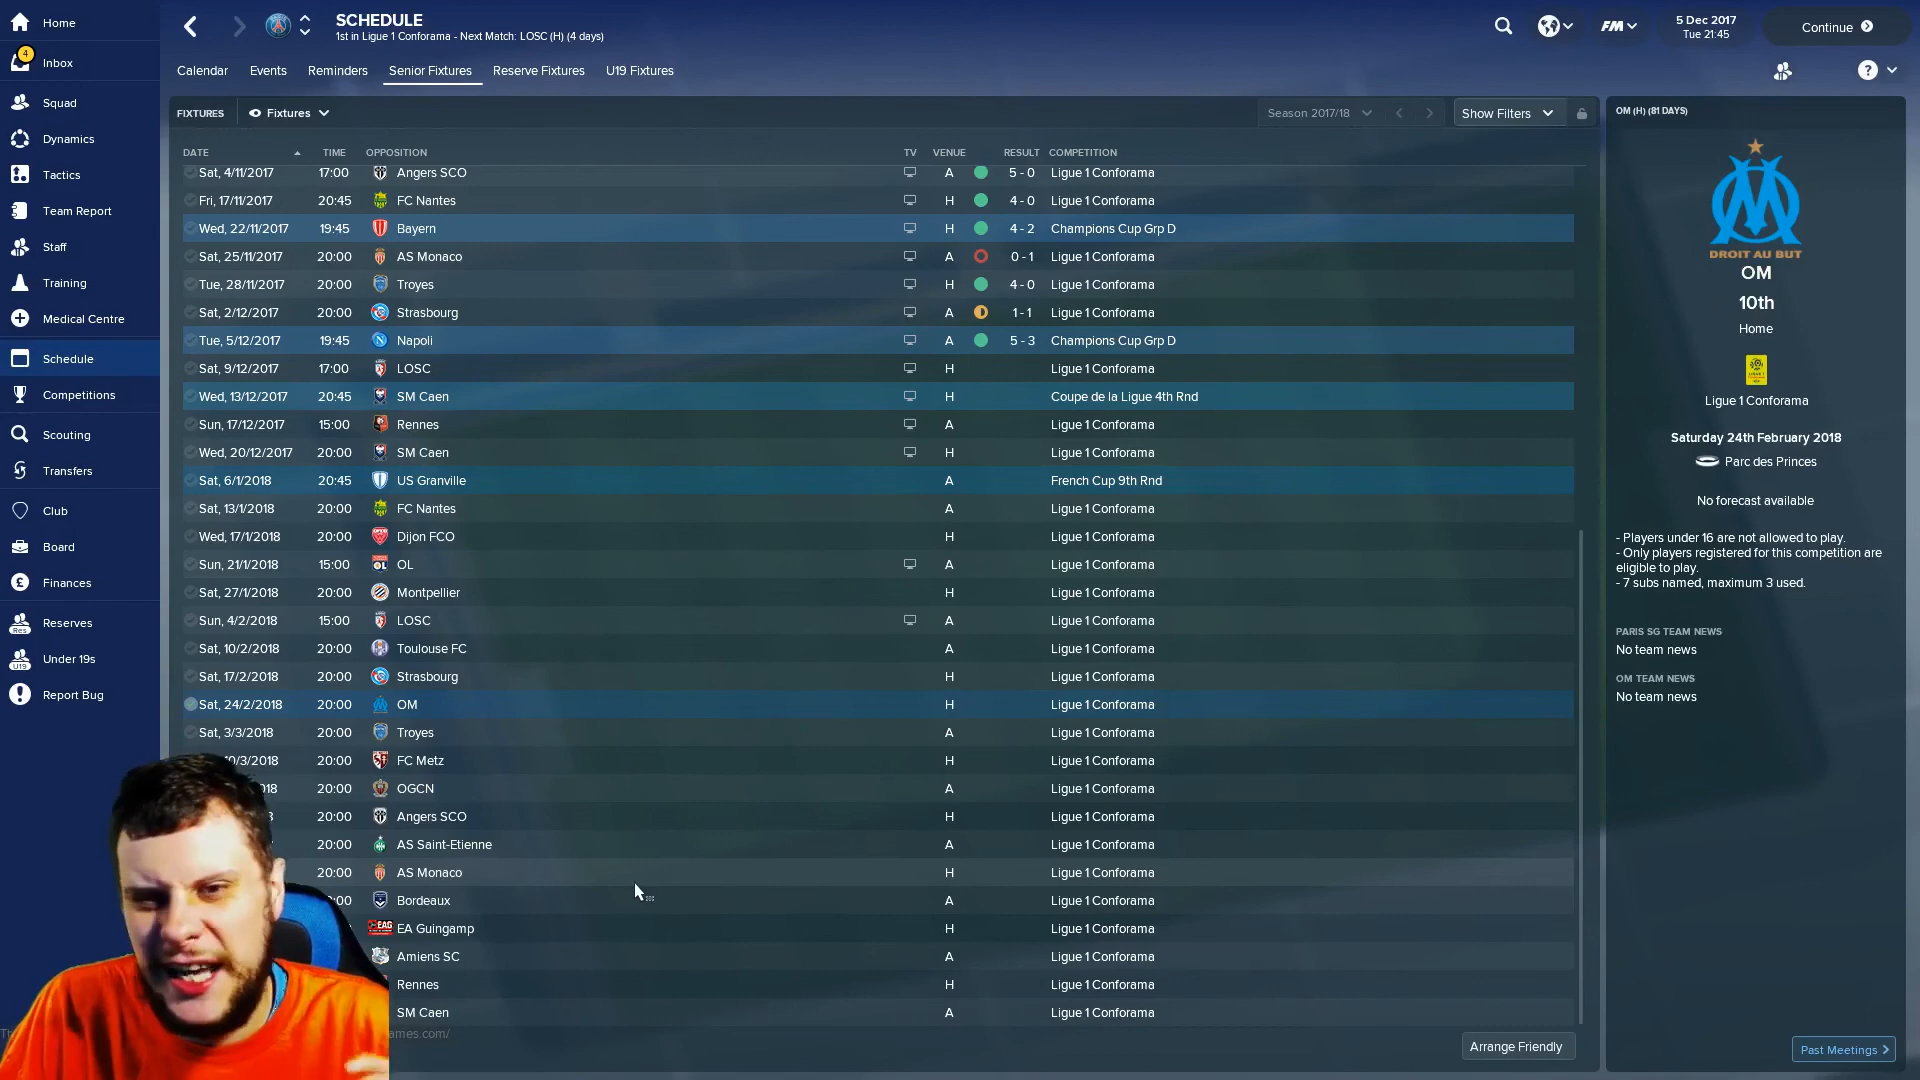 Home
4
Inbox
Squad
Dynamics
Tactics
Team Report
Staff
Training
Medical Centre
Schedule
Competitions
Scouting
Transfers
Club
Board
Finances
Res
Reserves
U19
Under 19s
Report Bug
SCHEDULE
1st in Ligue 1 Conforama - Next Match: LOSC (H) (4 days)
FM
5 Dec 2017
Tue 21:45
Continue
Calendar Events Reminders Senior Fixtures Reserve Fixtures U19 Fixtures
?
FIXTURES Fixtures Season 2017/18 Show Filters
DATE TIME OPPOSITION TV VENUE RESULT COMPETITION
Sat, 4/11/2017 17:00 Angers SCO A 5 - 0 Ligue 1 Conforama
Fri, 17/11/2017 20:45 FC Nantes H 4 - 0 Ligue 1 Conforama
Wed, 22/11/2017 19:45 Bayern H 4 - 2 Champions Cup Grp D
Sat, 25/11/2017 20:00 AS Monaco A 0 - 1 Ligue 1 Conforama
Tue, 28/11/2017 20:00 Troyes H 4 - 0 Ligue 1 Conforama
Sat, 2/12/2017 20:00 Strasbourg A 1 - 1 Ligue 1 Conforama
Tue, 5/12/2017 19:45 Napoli A 5 - 3 Champions Cup Grp D
Sat, 9/12/2017 17:00 LOSC H Ligue 1 Conforama
Wed, 13/12/2017 20:45 SM Caen H Coupe de la Ligue 4th Rnd
Sun, 17/12/2017 15:00 Rennes A Ligue 1 Conforama
Wed, 20/12/2017 20:00 SM Caen H Ligue 1 Conforama
Sat, 6/1/2018 20:45 US Granville A French Cup 9th Rnd
Sat, 13/1/2018 20:00 FC Nantes A Ligue 1 Conforama
Wed, 17/1/2018 20:00 Dijon FCO H Ligue 1 Conforama
Sun, 21/1/2018 15:00 OL A Ligue 1 Conforama
Sat, 27/1/2018 20:00 Montpellier H Ligue 1 Conforama
Sun, 4/2/2018 15:00 LOSC A Ligue 1 Conforama
Sat, 10/2/2018 20:00 Toulouse FC A Ligue 1 Conforama
Sat, 17/2/2018 20:00 Strasbourg H Ligue 1 Conforama
Sat, 24/2/2018 20:00 OM H Ligue 1 Conforama
Sat, 3/3/2018 20:00 Troyes A Ligue 1 Conforama
0/3/2018 20:00 FC Metz H Ligue 1 Conforama
018 20:00 OGCN A Ligue 1 Conforama
20:00 Angers SCO H Ligue 1 Conforama
20:00 AS Saint-Etienne A Ligue 1 Conforama
20:00 AS Monaco H Ligue 1 Conforama
:00 Bordeaux A Ligue 1 Conforama
EAG EA Guingamp H Ligue 1 Conforama
Amiens SC A Ligue 1 Conforama
Rennes H Ligue 1 Conforama
SM Caen A Ligue 1 Conforama
ames.com/
Arrange Friendly
OM (H) (81 DAYS)
DROIT AU BUT
OM
10th
Home
Ligue 1 Conforama
Saturday 24th February 2018
Parc des Princes
No forecast available
- Players under 16 are not allowed to play.
- Only players registered for this competition are
eligible to play.
- 7 subs named, maximum 3 used.
PARIS SG TEAM NEWS
No team news
OM TEAM NEWS
No team news
Past Meetings